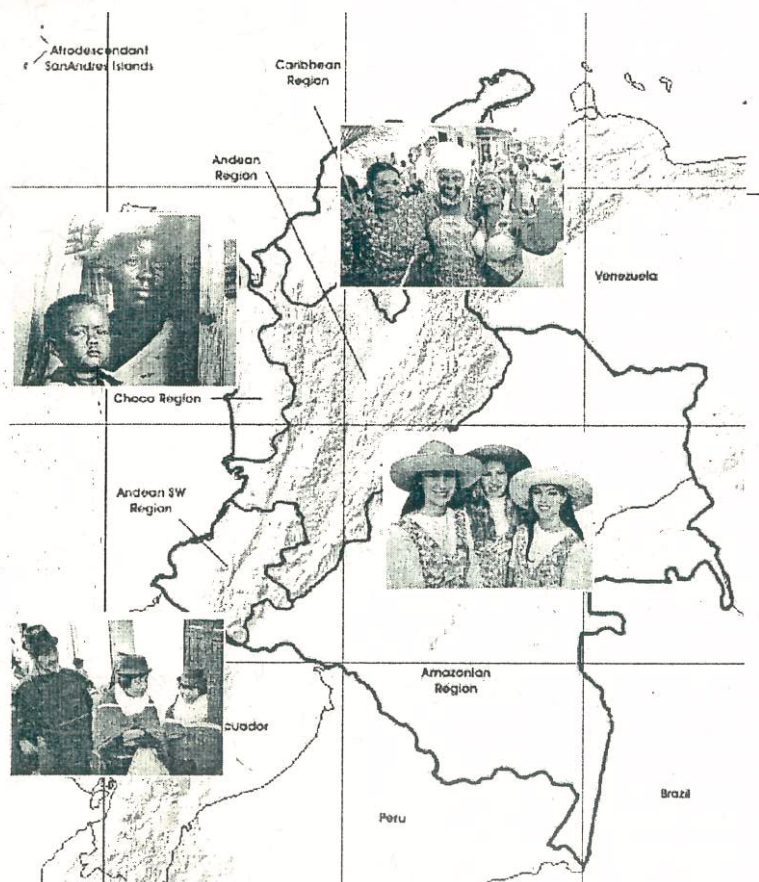 Afrodescendant
SanAndres Islands
Caribbean
Region
Andean
Region
Venezuela
Choco Region
Andean SW
Region
Amazonian
Region
cuador
Brazil
Peru